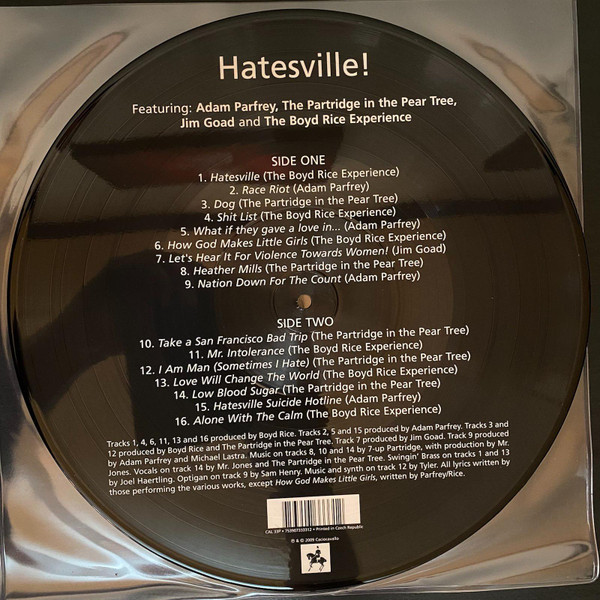 Hatesville!
Featuring: Adam Parfrey, The Partridge in the Pear Tree,
Jim Goad and The Boyd Rice Experience
SIDE ONE
1. Hatesville (The Boyd Rice Experience)
2. Race Riot (Adam Parfrey)
3. Dog (The Partridge in the Pear Tree)
4. Shit List (The Boyd Rice Experience)
5. What if they gave a love in... (Adam Parfrey)
6. How God Makes Little Girls (The Boyd Rice Experience)
7. Let's Hear It For Violence Towards Women! (Jim Goad)
8. Heather Mills (The Partridge in the Pear Tree)
9. Nation Down For The Count (Adam Parfrey)
SIDE TWO
10. Take a San Francisco Bad Trip (The Partridge in the Pear Tree)
11. Mr. Intolerance (The Boyd Rice Experience)
12. I Am Man (Sometimes I Hate) (The Partridge in the Pear Tree)
13. Love Will Change The World (The Boyd Rice Experience)
14. Low Blood Sugar (The Partridge in the Pear Tree)
15. Hatesville Suicide Hotline (Adam Parfrey)
16. Alone With The Calm (The Boyd Rice Experience)
Tracks 1, 4, 6, 11, 13 and 16 produced by Boyd Rice. Tracks 2, 5 and 15 produced by Adam Parfrey. Tracks 3 and
12 produced by Boyd Rice and The Partridge in the Pear Tree. Track 7 produced by Jim Goad. Track 9 produced
by Adam Parfrey and Michael Lastra. Music on tracks 8, 10 and 14 by 7-up Partridge, with production by Mr.
Jones. Vocals on track 14 by Mr. Jones and The Partridge in the Pear Tree. Swingin' Brass on tracks 1 and 13
by Joel Haertling. Optigan on track 9 by Sam Henry. Music and synth on track 12 by Tyler. All lyrics written by
those performing the various works, except How God Makes Little Girls, written by Parfrey/Rice.
CAL 33P • 753907333312 • Printed in Czech Republic
℗ & © 2009 Caciocavallo